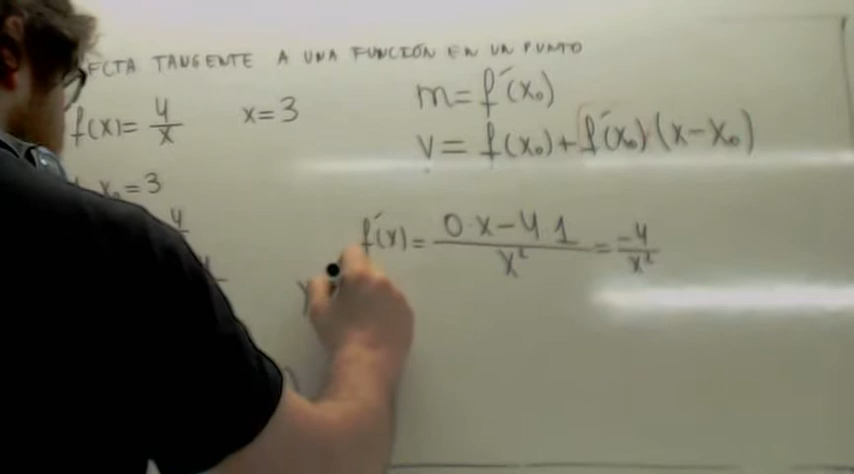 TANGENTE A UNA FUNCIÓN EN UN PUNTO
f(x)= 4/x x=3
m=f´(x₀)
y=f(x₀)+f´(x₀)(x-x₀)
x₀=3
4
f´(x)= 0·x-4·1/x² = -4/x²